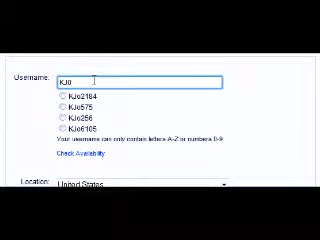 Username:
KJ0
KJo2184
KJo575
KJo256
KJo6105
Your username can only contain letters A-Z or numbers 0-9
Check Availability
Location:
United States